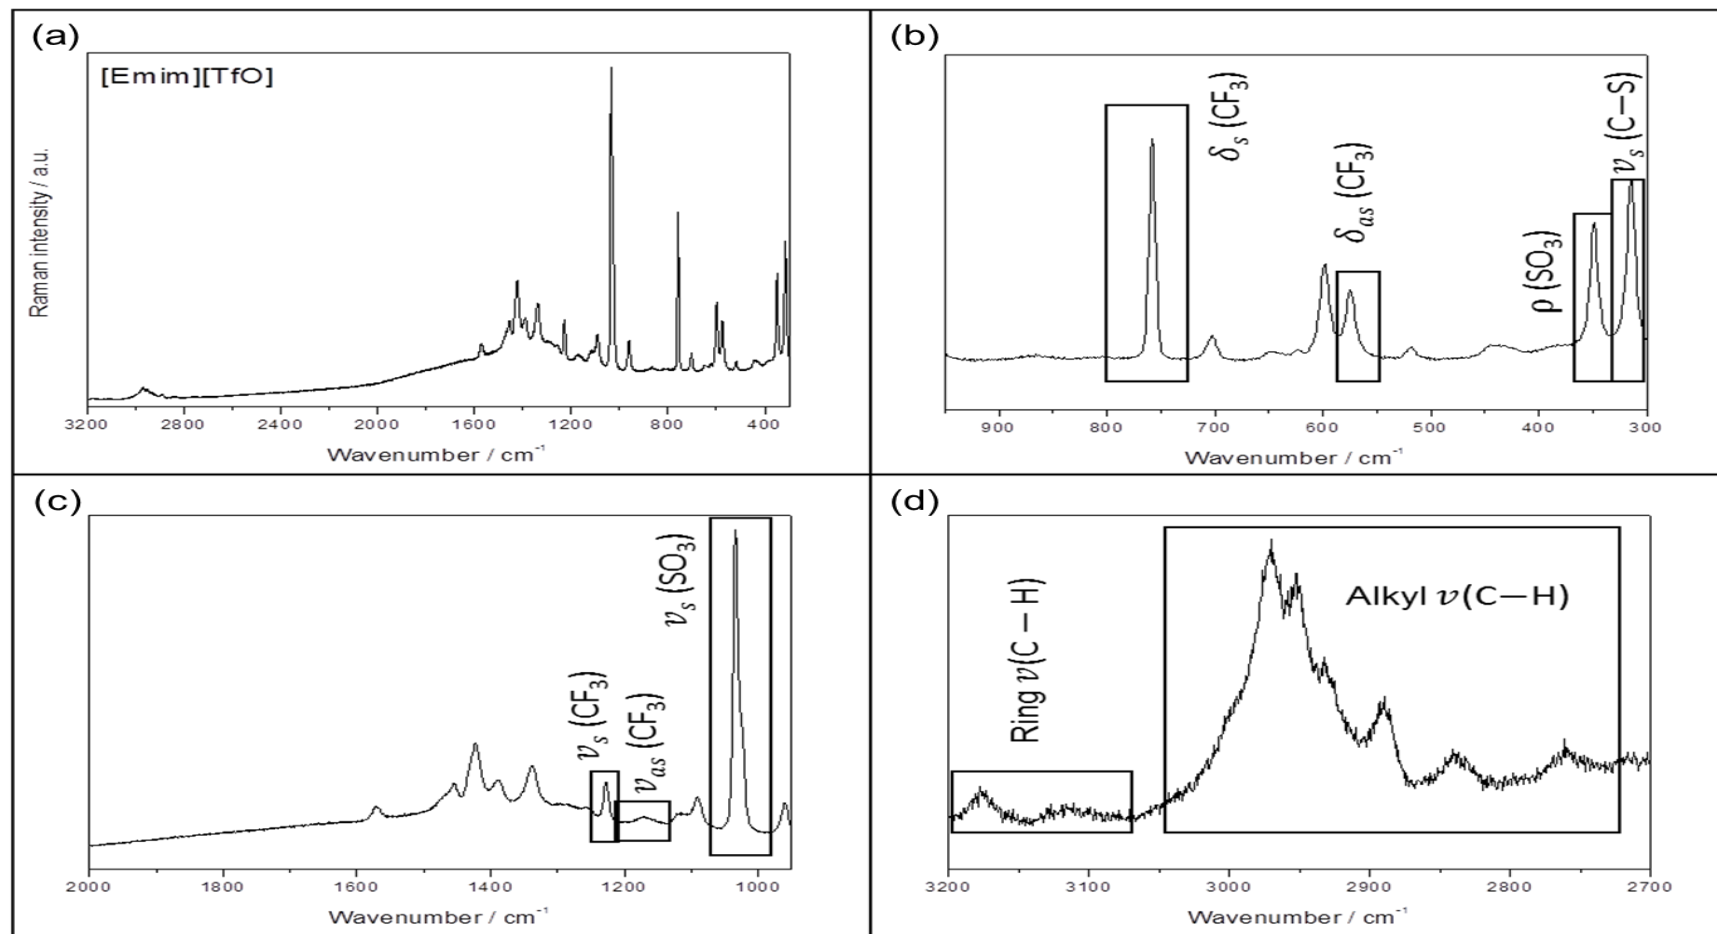 (a)
[Emim][TfO]
Raman intensity / a.u.
3200 2800 2400 2000 1600 1200 800 400
Wavenumber / cm⁻¹
(b)
δₛ (CF₃)
δₐₛ (CF₃)
ρ (SO₃)
𝜈ₛ (C−S)
900 800 700 600 500 400 300
Wavenumber / cm⁻¹
(c)
𝜈ₛ (CF₃)
𝜈ₐₛ (CF₃)
𝜈ₛ (SO₃)
2000 1800 1600 1400 1200 1000
Wavenumber / cm⁻¹
(d)
Ring 𝜈(C − H)
Alkyl 𝜈(C−H)
3200 3100 3000 2900 2800 2700
Wavenumber / cm⁻¹